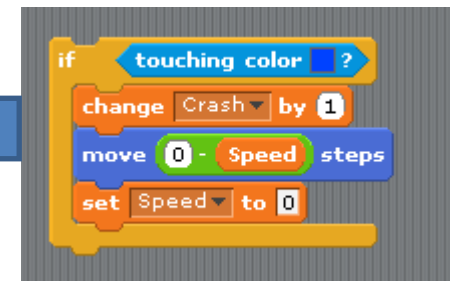 if touching color ?
change Crash by 1
move 0 - Speed steps
set Speed to 0